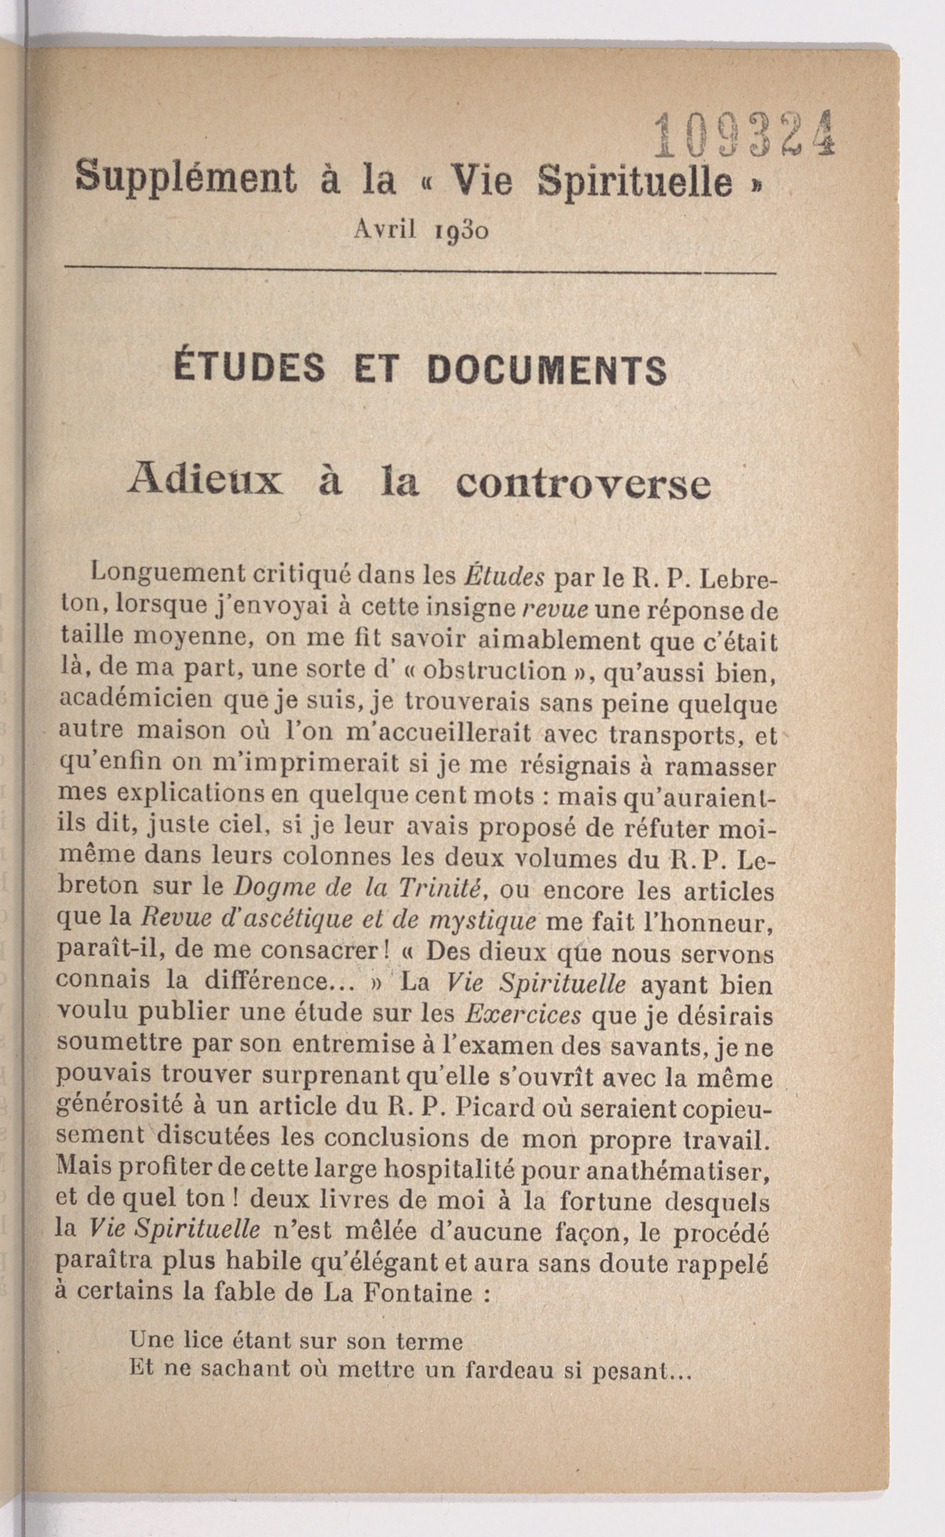 109324
Supplément à la « Vie Spirituelle »
Avril 1930
ÉTUDES ET DOCUMENTS
Adieux à la controverse
Longuement critiqué dans les Études par le R. P. Lebre-
ton, lorsque j'envoyai à cette insigne revue une réponse de
taille moyenne, on me fit savoir aimablement que c'était
là, de ma part, une sorte d' « obstruction », qu'aussi bien,
académicien que je suis, je trouverais sans peine quelque
autre maison où l'on m'accueillerait avec transports, et
qu'enfin on m'imprimerait si je me résignais à ramasser
mes explications en quelque cent mots : mais qu'auraient-
ils dit, juste ciel, si je leur avais proposé de réfuter moi-
même dans leurs colonnes les deux volumes du R. P. Le-
breton sur le Dogme de la Trinité, ou encore les articles
que la Revue d'ascétique et de mystique me fait l'honneur,
paraît-il, de me consacrer! « Des dieux que nous servons
connais la différence... » La Vie Spirituelle ayant bien
voulu publier une étude sur les Exercices que je désirais
soumettre par son entremise à l'examen des savants, je ne
pouvais trouver surprenant qu'elle s'ouvrît avec la même
générosité à un article du R. P. Picard où seraient copieu-
sement discutées les conclusions de mon propre travail.
Mais profiter de cette large hospitalité pour anathématiser,
et de quel ton ! deux livres de moi à la fortune desquels
la Vie Spirituelle n'est mêlée d'aucune façon, le procédé
paraîtra plus habile qu'élégant et aura sans doute rappelé
à certains la fable de La Fontaine :
Une lice étant sur son terme
Et ne sachant où mettre un fardeau si pesant...